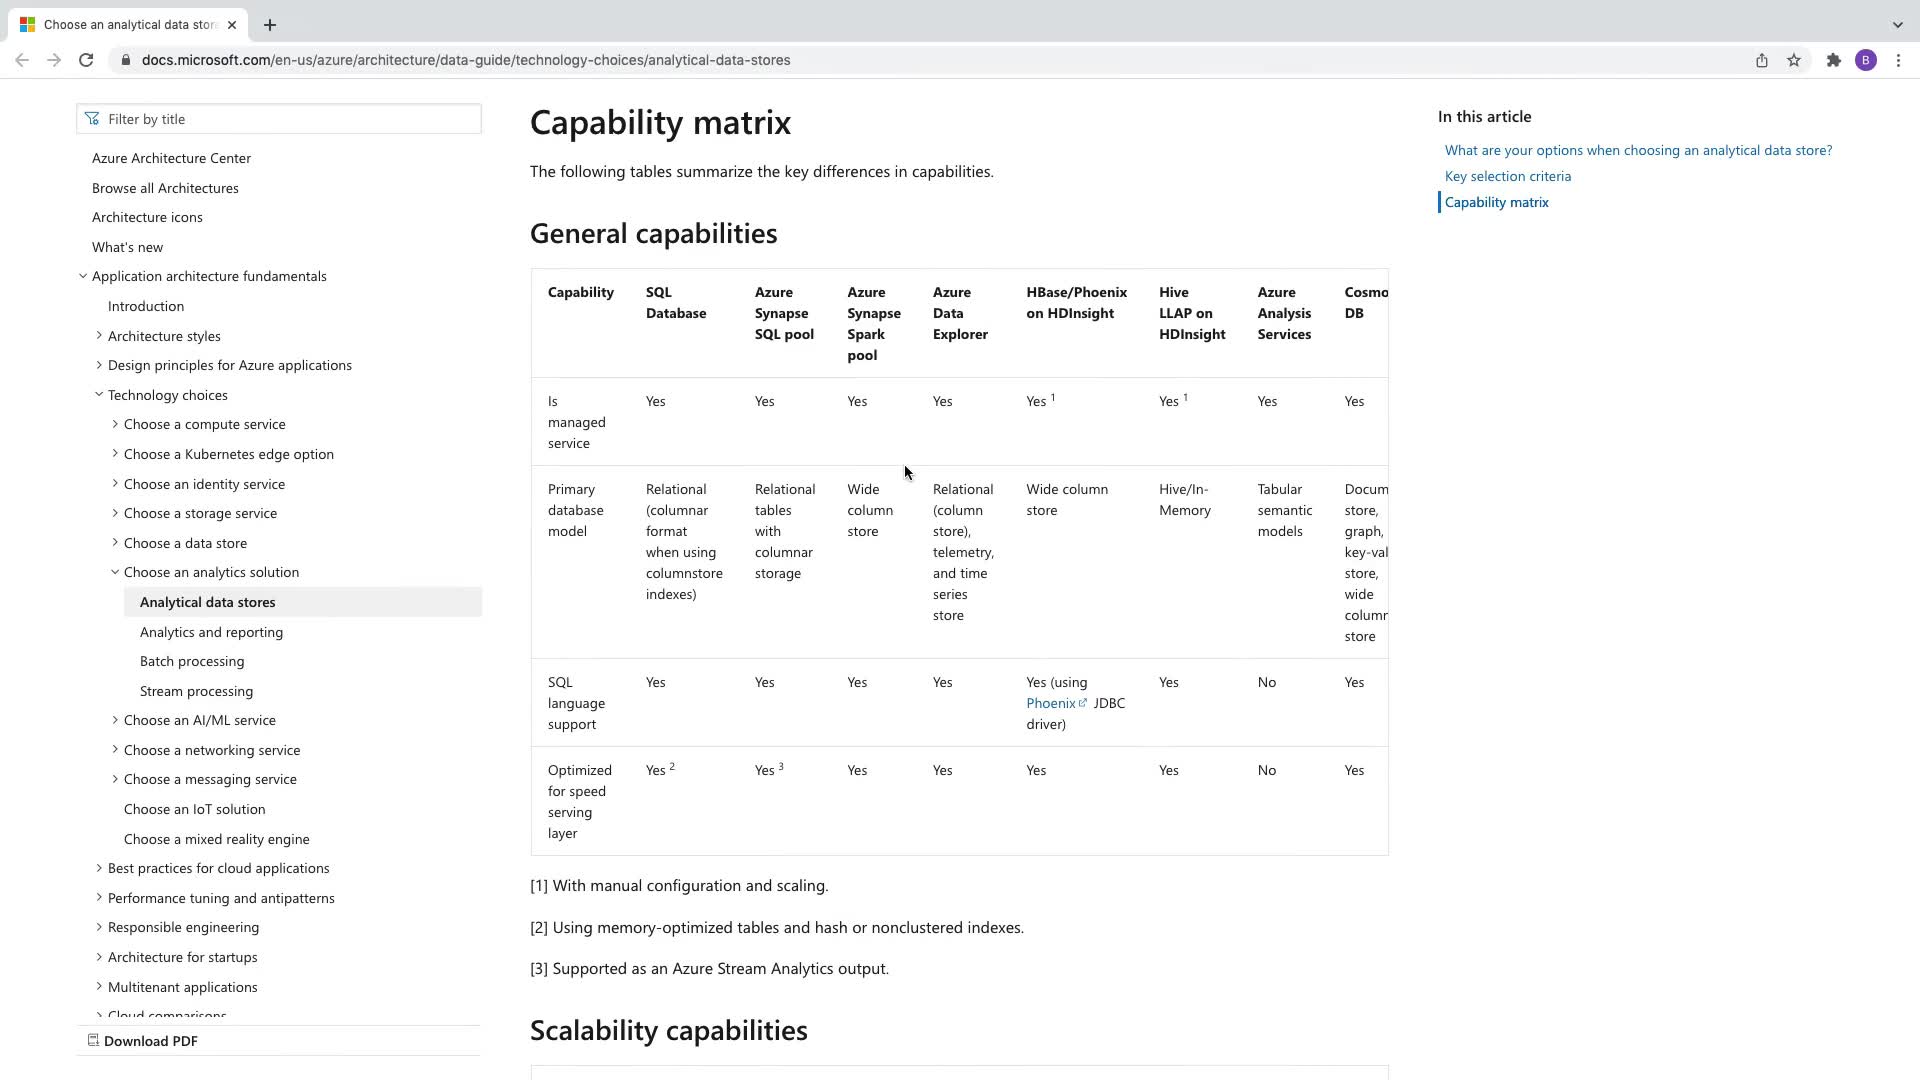 Choose an analytical data store
docs.microsoft.com/en-us/azure/architecture/data-guide/technology-choices/analytical-data-stores
B
Filter by title
Azure Architecture Center
Browse all Architectures
Architecture icons
What's new
Application architecture fundamentals
Introduction
Architecture styles
Design principles for Azure applications
Technology choices
Choose a compute service
Choose a Kubernetes edge option
Choose an identity service
Choose a storage service
Choose a data store
Choose an analytics solution
Analytical data stores
Analytics and reporting
Batch processing
Stream processing
Choose an AI/ML service
Choose a networking service
Choose a messaging service
Choose an IoT solution
Choose a mixed reality engine
Best practices for cloud applications
Performance tuning and antipatterns
Responsible engineering
Architecture for startups
Multitenant applications
Cloud comparisons
Download PDF
Capability matrix
The following tables summarize the key differences in capabilities.
General capabilities
Capability
SQL
Database
Azure
Synapse
SQL pool
Azure
Synapse
Spark
pool
Azure
Data
Explorer
HBase/Phoenix
on HDInsight
Hive
LLAP on
HDInsight
Azure
Analysis
Services
Cosmo
DB
Is
managed
service
Yes
Yes
Yes
Yes
Yes 1
Yes 1
Yes
Yes
Primary
database
model
Relational
(columnar
format
when using
columnstore
indexes)
Relational
tables
with
columnar
storage
Wide
column
store
Relational
(column
store),
telemetry,
and time
series
store
Wide column
store
Hive/In-
Memory
Tabular
semantic
models
Docum
store,
graph,
key-val
store,
wide
column
store
SQL
language
support
Yes
Yes
Yes
Yes
Yes (using
Phoenix JDBC
driver)
Yes
No
Yes
Optimized
for speed
serving
layer
Yes 2
Yes 3
Yes
Yes
Yes
Yes
No
Yes
[1] With manual configuration and scaling.
[2] Using memory-optimized tables and hash or nonclustered indexes.
[3] Supported as an Azure Stream Analytics output.
Scalability capabilities
In this article
What are your options when choosing an analytical data store?
Key selection criteria
Capability matrix